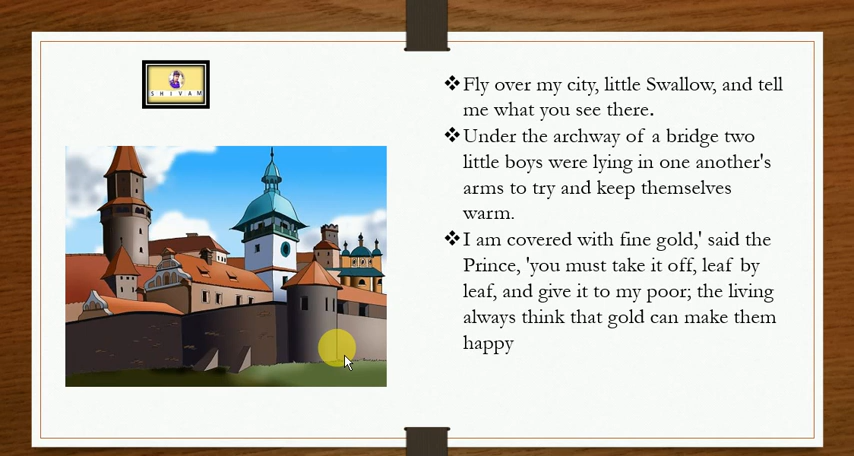 S H I V A M
❖Fly over my city, little Swallow, and tell
me what you see there.
❖Under the archway of a bridge two
little boys were lying in one another's
arms to try and keep themselves
warm.
❖I am covered with fine gold,' said the
Prince, 'you must take it off, leaf by
leaf, and give it to my poor; the living
always think that gold can make them
happy